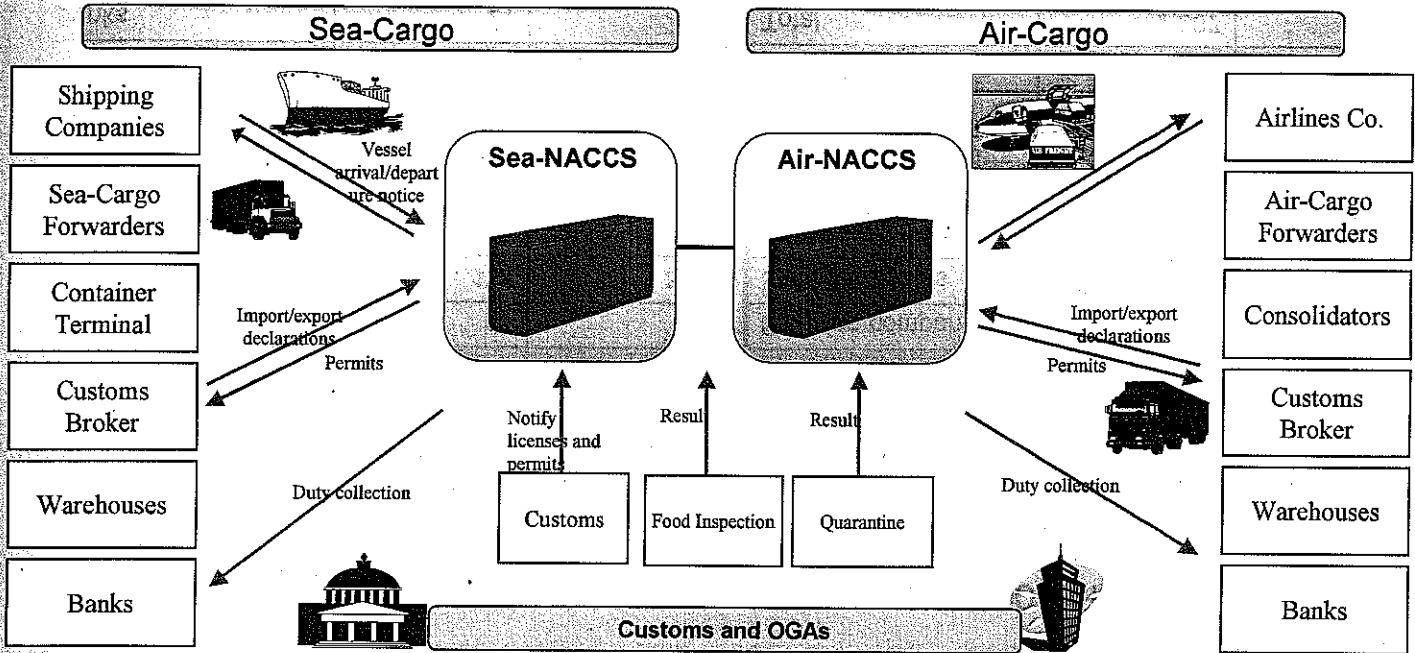 Sea-Cargo
Air-Cargo
Shipping
Companies
Sea-Cargo
Forwarders
Container
Terminal
Customs
Broker
Warehouses
Banks
Vessel
arrival/depart
ure notice
Import/export
declarations
Permits
Duty collection
Sea-NACCS
Air-NACCS
Notify
licenses and
permits
Result
Result
Customs
Food Inspection
Quarantine
Customs and OGAs
Import/export
declarations
Permits
Duty collection
Airlines Co.
Air-Cargo
Forwarders
Consolidators
Customs
Broker
Warehouses
Banks